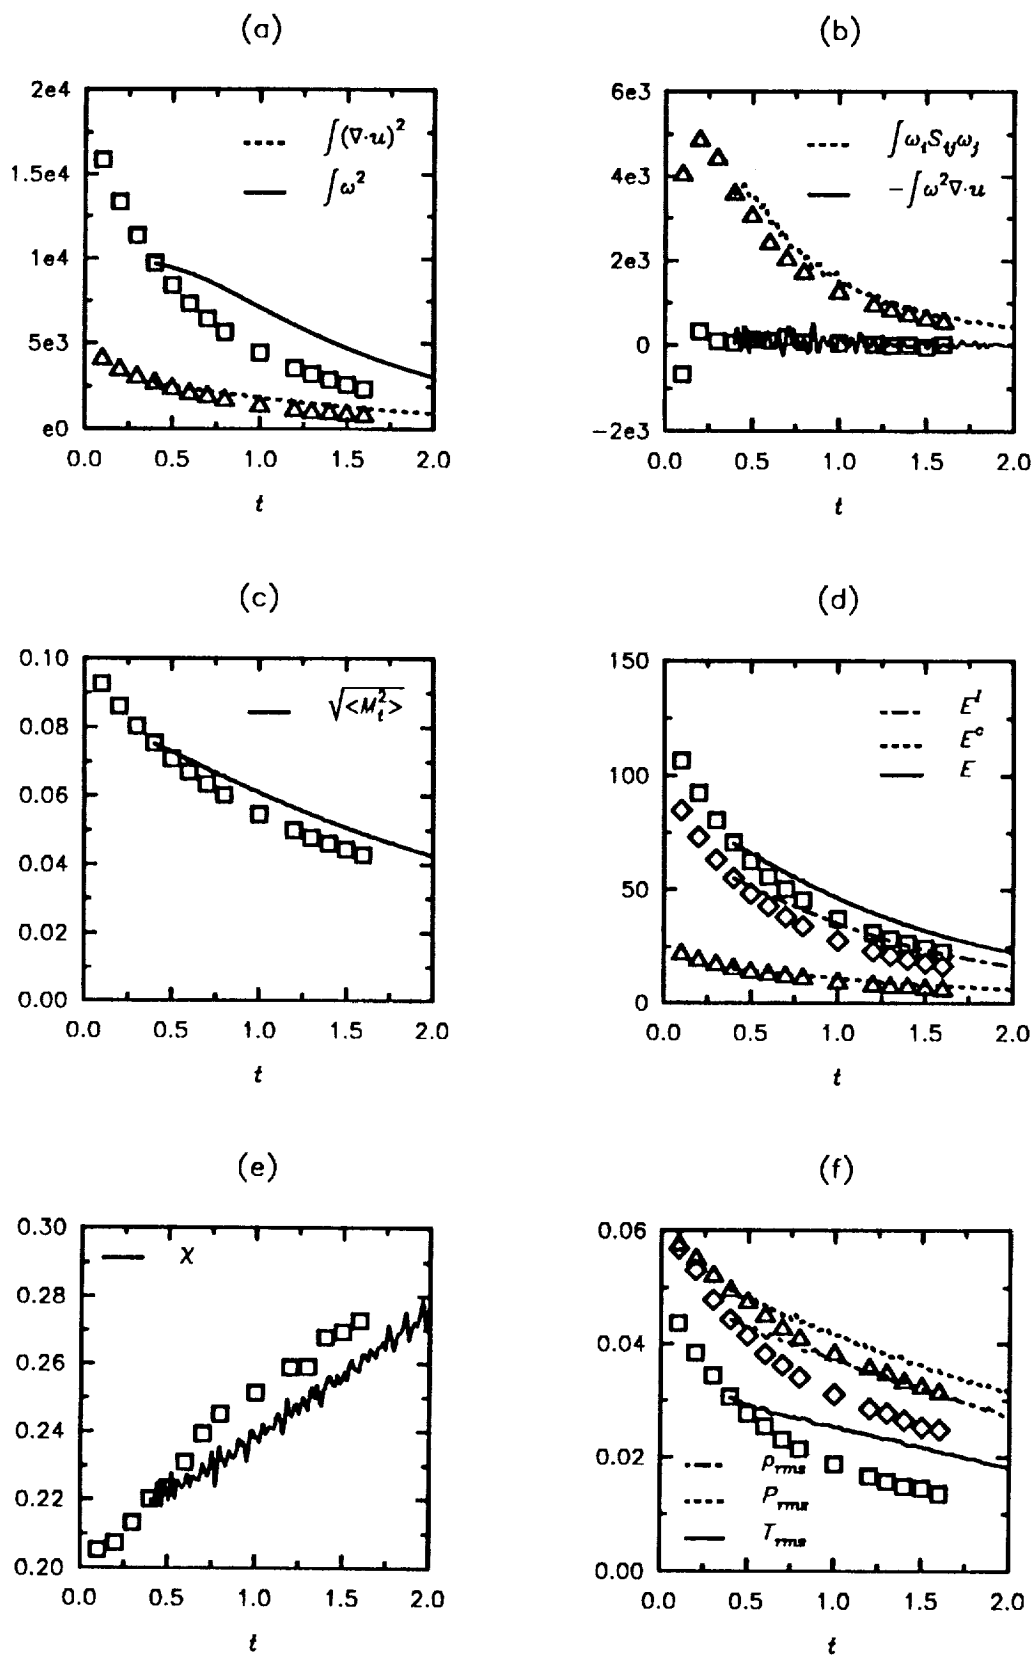 (a)
2e4
1.5e4
1e4
5e3
e0
∫(∇·u)²
∫ω²
0.0 0.5 1.0 1.5 2.0
t
(b)
6e3
4e3
2e3
0
−2e3
∫ωᵢSᵢⱼωⱼ
−∫ω²∇·u
0.0 0.5 1.0 1.5 2.0
t
(c)
0.10
0.08
0.06
0.04
0.02
0.00
√<Mₜ²>
0.0 0.5 1.0 1.5 2.0
t
(d)
150
100
50
0
Eᴵ
Eᶜ
E
0.0 0.5 1.0 1.5 2.0
t
(e)
0.30
0.28
0.26
0.24
0.22
0.20
χ
0.0 0.5 1.0 1.5 2.0
t
(f)
0.06
0.04
0.02
0.00
ρrms
Prms
Trms
0.0 0.5 1.0 1.5 2.0
t